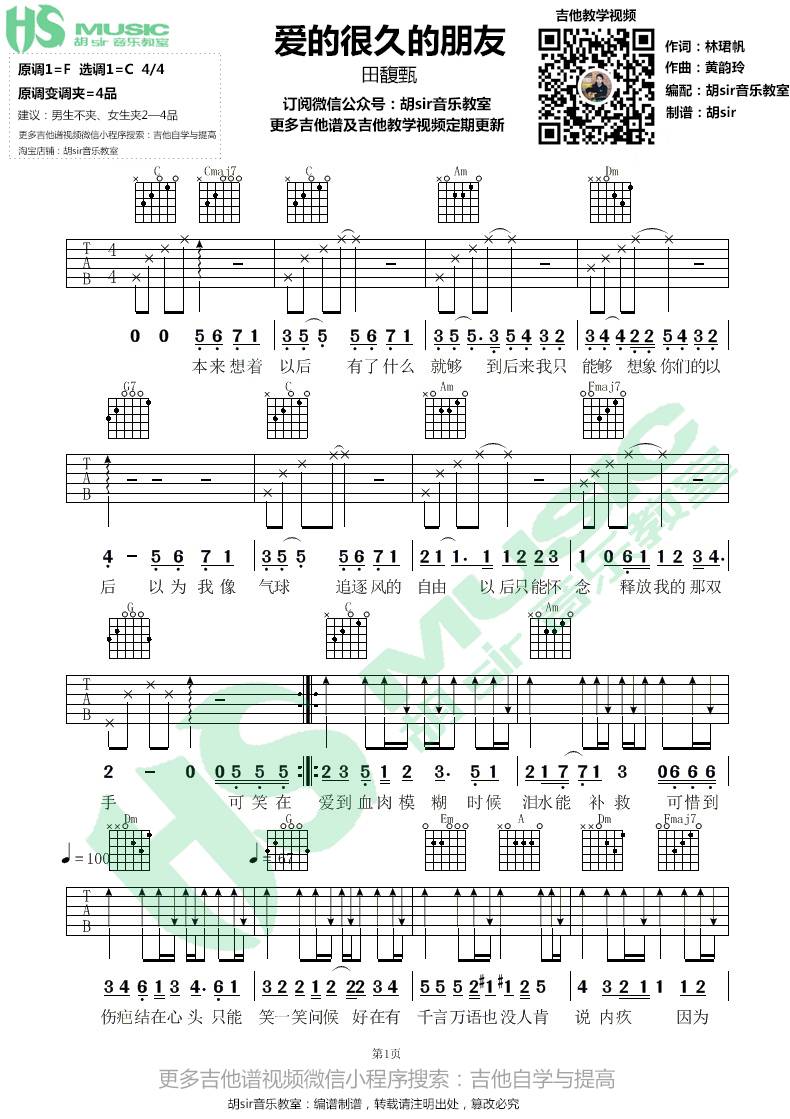 HS MUSIC
胡 sir 音乐教室
原调1=F 选调1=C 4/4
原调变调夹=4品
建议：男生不夹、女生夹2—4品
更多吉他谱视频微信小程序搜索：吉他自学与提高
淘宝店铺：胡sir音乐教室
爱的很久的朋友
田馥甄
订阅微信公众号：胡sir音乐教室
更多吉他谱及吉他教学视频定期更新
吉他教学视频
作词：林珺帆
作曲：黄韵玲
编配：胡sir音乐教室
制谱：胡sir
C Cmaj7 C Am Dm
T A B 4 4
0 0 5 6 7 1 3 5 5 5 6 7 1 3 5 5. 3 5 4 3 2 3 4 4 2 2 5 4 3 2
本来想着 以后 有了什么 就够 到后来我只 能够 想象你们的以
G7 C Am Fmaj7
T A B
4 - 5 6 7 1 3 5 5 5 6 7 1 2 1 1. 1 1 2 2 3 1 0 6 1 1 2 3 4.
后 以为我像 气球 追逐风的 自由 以后只能怀 念 释放我的那双
G C Am
T A B
2 - 0 0 5 5 5 2 3 5 1 2 3. 5 1 2 1 7 7 1 3 0 6 6 6
手 可笑在 爱到血肉模糊 时候 泪水能 补救 可惜到
Dm G Em A Dm Fmaj7
=100 =67
T A B
3 4 6 1 3 4. 6 1 3 2 2 1 2 2 2 3 4 5 5 5 2 #1 #1 2 5 4 3 2 1 1 1 2
伤疤结在心头 只能 笑一笑问候 好在有 千言万语也没人肯 说 内疚 因为
HS MUSIC
胡 sir 音乐教室
第1页
更多吉他谱视频微信小程序搜索：吉他自学与提高
胡sir音乐教室：编谱制谱，转载请注明出处，篡改必究